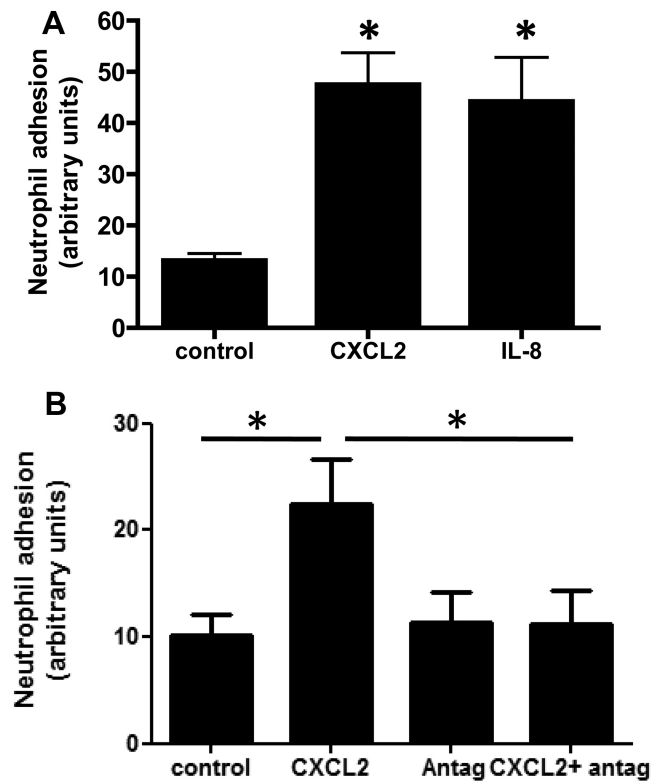 A
Neutrophil adhesion
(arbitrary units)
60
50
40
30
20
10
0
* *
control CXCL2 IL-8
B
Neutrophil adhesion
(arbitrary units)
30
20
10
0
* *
control CXCL2 Antag CXCL2+ antag